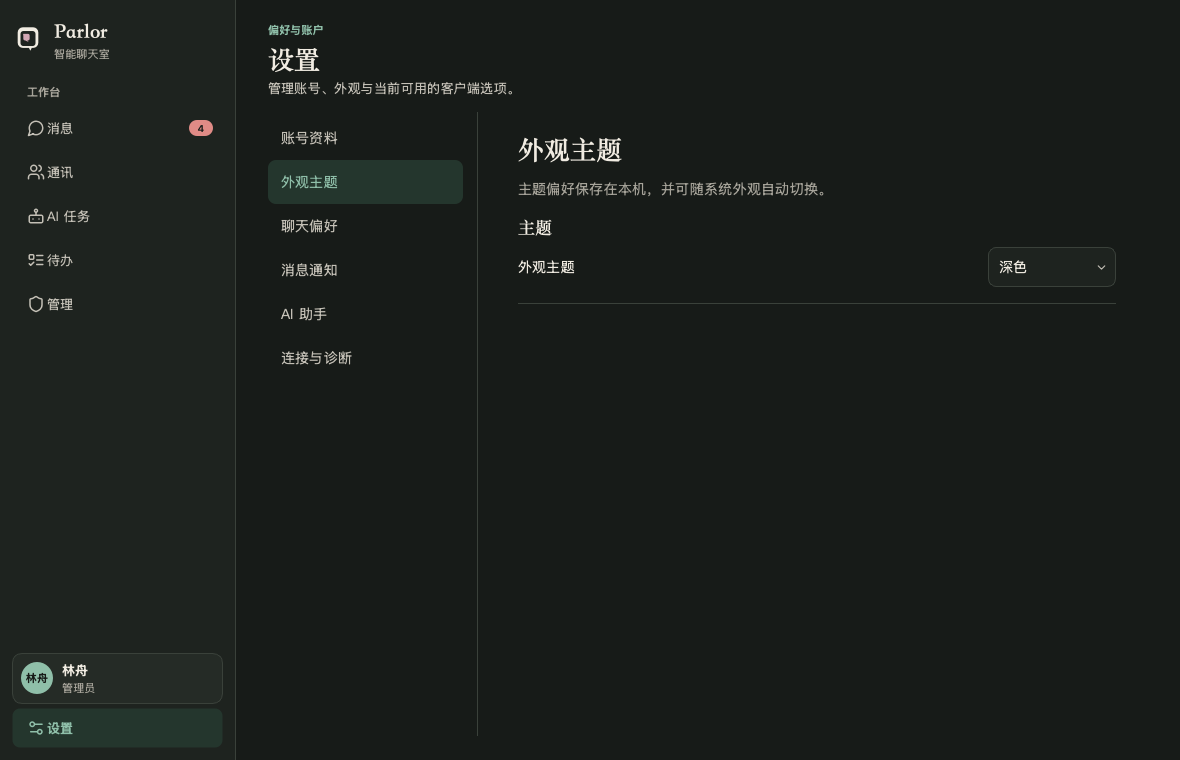 Parlor
智能聊天室
工作台
消息
4
通讯
AI 任务
待办
管理
林舟
林舟
管理员
设置
偏好与账户
设置
管理账号、外观与当前可用的客户端选项。
账号资料
外观主题
聊天偏好
消息通知
AI 助手
连接与诊断
外观主题
主题偏好保存在本机，并可随系统外观自动切换。
主题
外观主题
深色